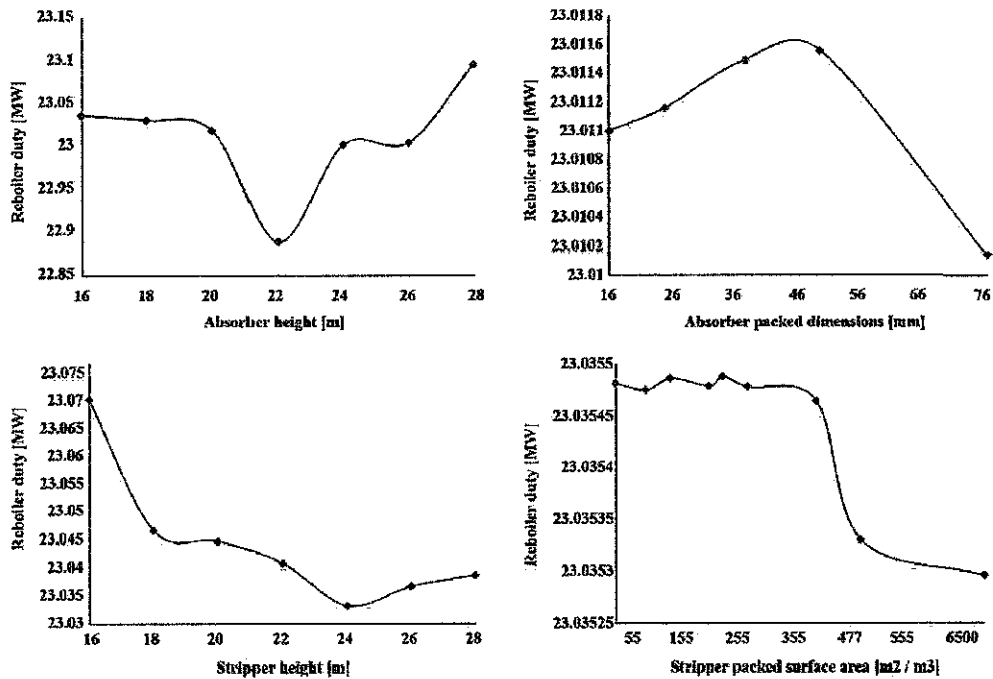 23.15
23.1
23.05
23
22.95
22.9
22.85
Reboiler duty [MW]
16 18 20 22 24 26 28
Absorber height [m]
23.0118
23.0116
23.0114
23.0112
23.011
23.0108
23.0106
23.0104
23.0102
23.01
Reboiler duty [MW]
16 26 36 46 56 66 76
Absorber packed dimensions [mm]
23.075
23.07
23.065
23.06
23.055
23.05
23.045
23.04
23.035
23.03
Reboiler duty [MW]
16 18 20 22 24 26 28
Stripper height [m]
23.0355
23.03545
23.0354
23.03535
23.0353
23.03525
Reboiler duty [MW]
55 155 255 355 477 555 6500
Stripper packed surface area [m2 / m3]